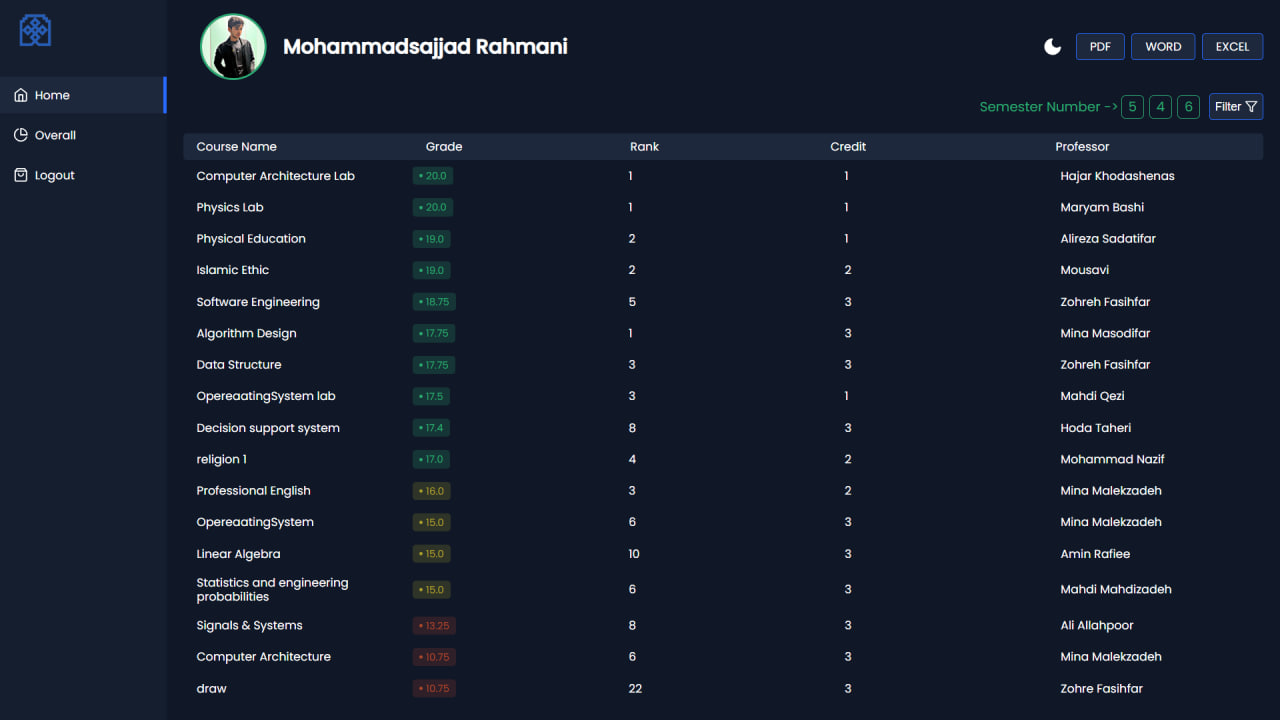 Mohammadsajjad Rahmani
PDF WORD EXCEL
Home
Overall
Logout
Semester Number -> 5 4 6 Filter
Course Name Grade Rank Credit Professor
Computer Architecture Lab 20.0 1 1 Hajar Khodashenas
Physics Lab 20.0 1 1 Maryam Bashi
Physical Education 19.0 2 1 Alireza Sadatifar
Islamic Ethic 19.0 2 2 Mousavi
Software Engineering 18.75 5 3 Zohreh Fasihfar
Algorithm Design 17.75 1 3 Mina Masodifar
Data Structure 17.75 3 3 Zohreh Fasihfar
OpereaatingSystem lab 17.5 3 1 Mahdi Qezi
Decision support system 17.4 8 3 Hoda Taheri
religion 1 17.0 4 2 Mohammad Nazif
Professional English 16.0 3 2 Mina Malekzadeh
OpereaatingSystem 15.0 6 3 Mina Malekzadeh
Linear Algebra 15.0 10 3 Amin Rafiee
Statistics and engineering
probabilities 15.0 6 3 Mahdi Mahdizadeh
Signals & Systems 13.25 8 3 Ali Allahpoor
Computer Architecture 10.75 6 3 Mina Malekzadeh
draw 10.75 22 3 Zohre Fasihfar